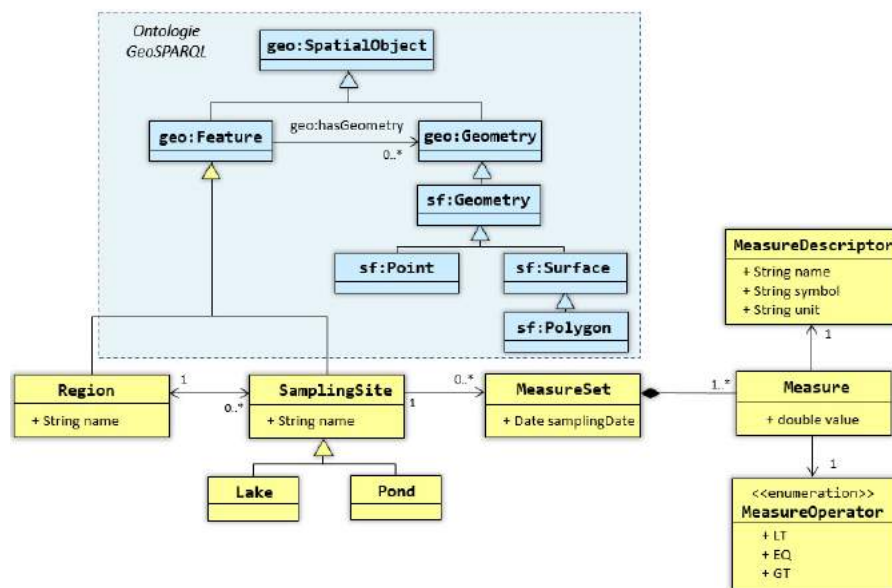 Ontologie
GeoSPARQL
geo:SpatialObject
geo:Feature
geo:hasGeometry
0..*
geo:Geometry
sf:Geometry
sf:Point
sf:Surface
sf:Polygon
MeasureDescriptor
+ String name
+ String symbol
+ String unit
1
Region
+ String name
1
0..*
SamplingSite
+ String name
1
0..*
MeasureSet
+ Date samplingDate
1..*
Measure
+ double value
1
Lake
Pond
<<enumeration>>
MeasureOperator
+ LT
+ EQ
+ GT